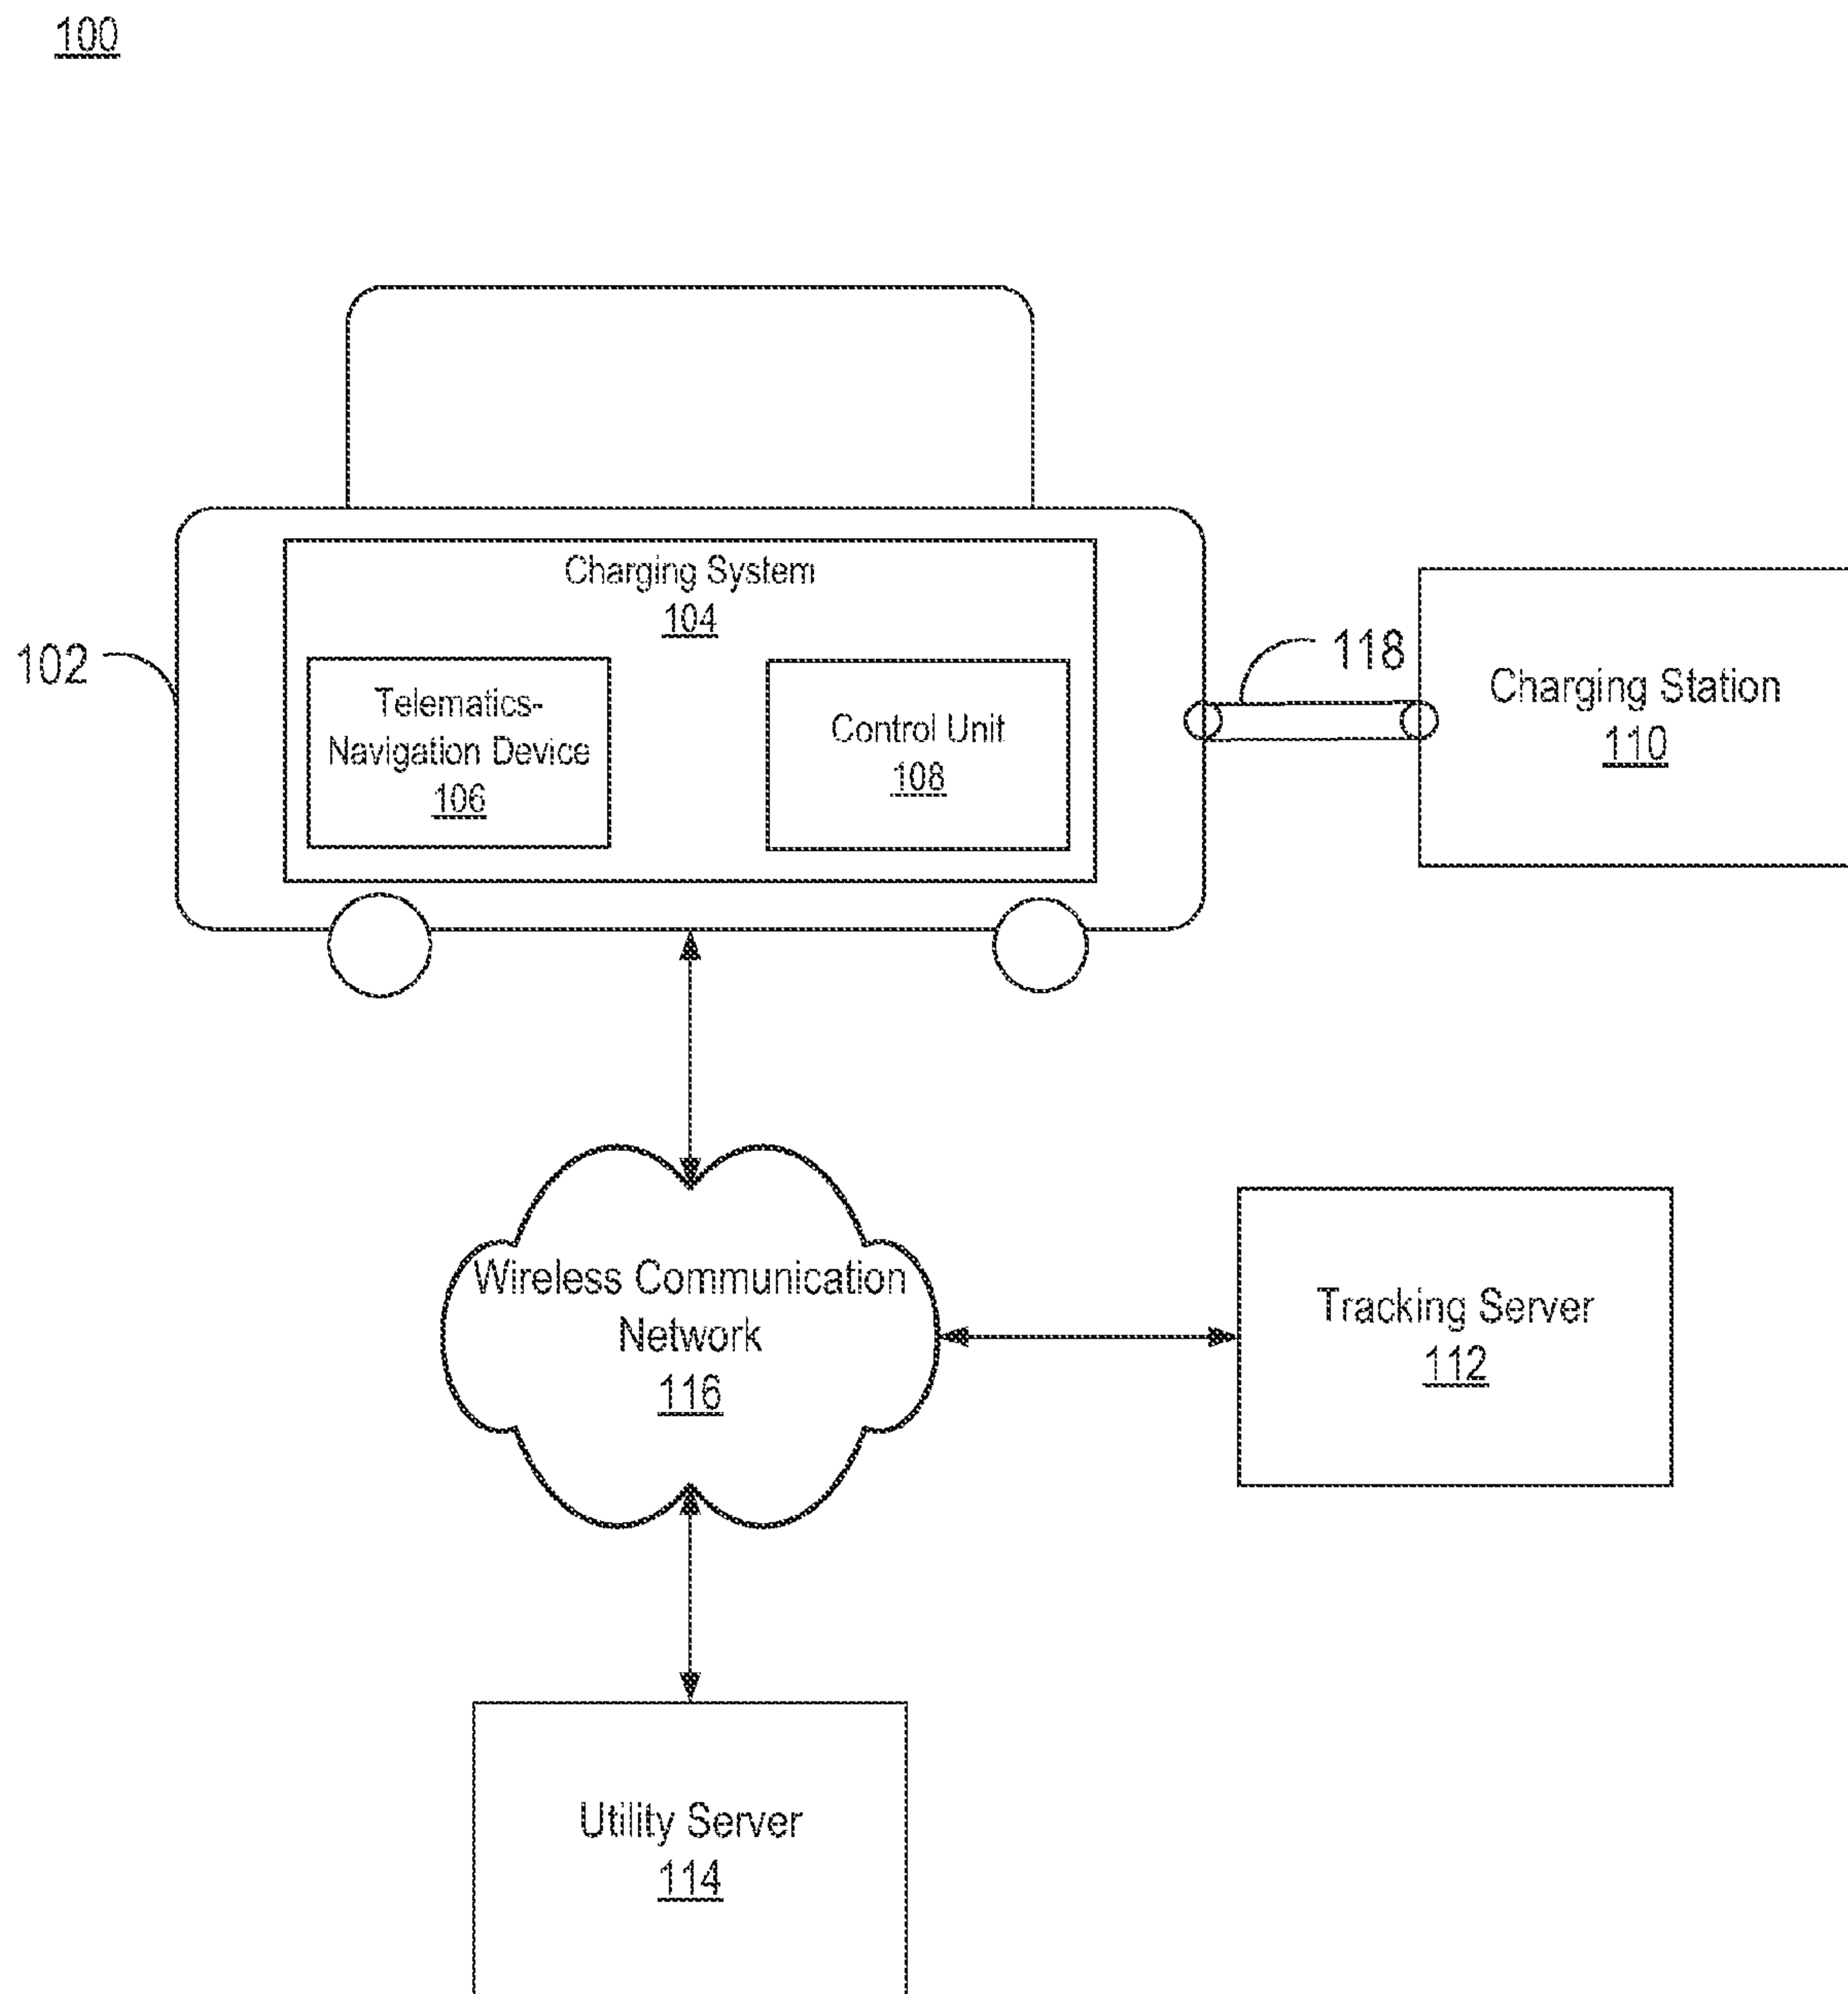 100
Charging System
104
102
118
Telematics-
Navigation Device
106
Control Unit
108
Charging Station
110
Wireless Communication
Network
116
Tracking Server
112
Utility Server
114